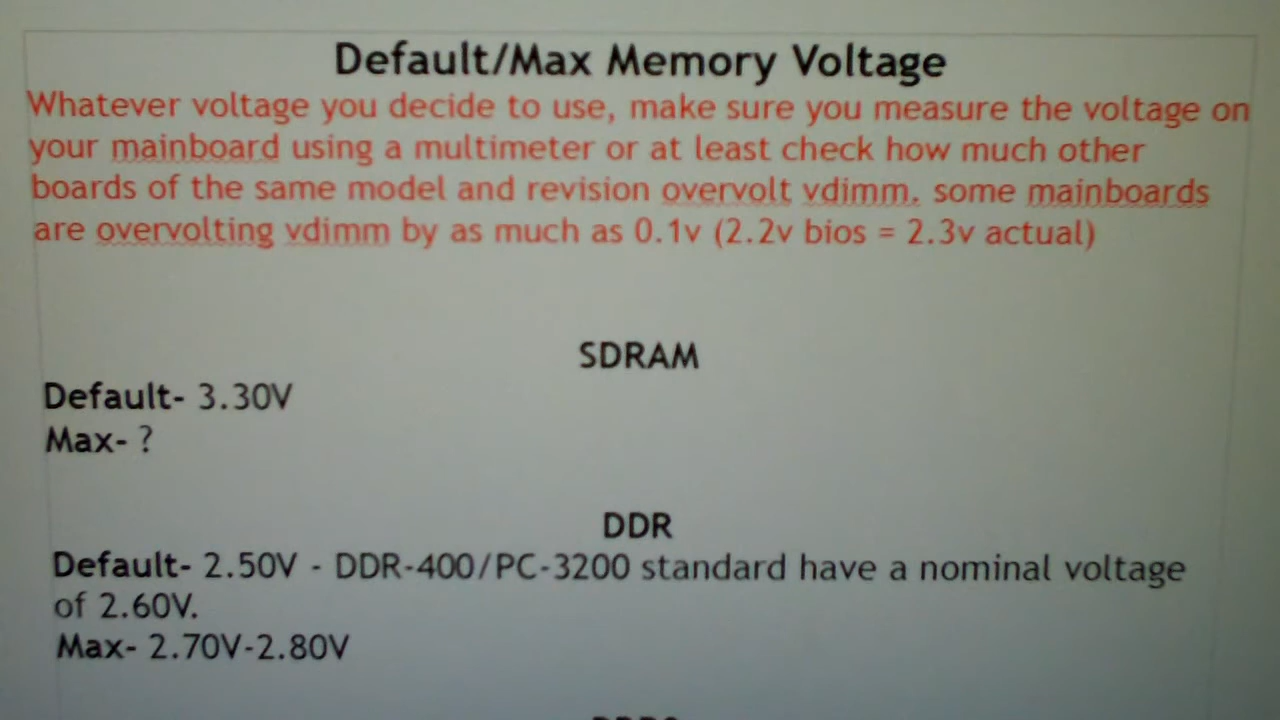 Default/Max Memory Voltage
Whatever voltage you decide to use, make sure you measure the voltage on
your mainboard using a multimeter or at least check how much other
boards of the same model and revision overvolt vdimm. some mainboards
are overvolting vdimm by as much as 0.1v (2.2v bios = 2.3v actual)
SDRAM
Default- 3.30V
Max- ?
DDR
Default- 2.50V - DDR-400/PC-3200 standard have a nominal voltage
of 2.60V.
Max- 2.70V-2.80V